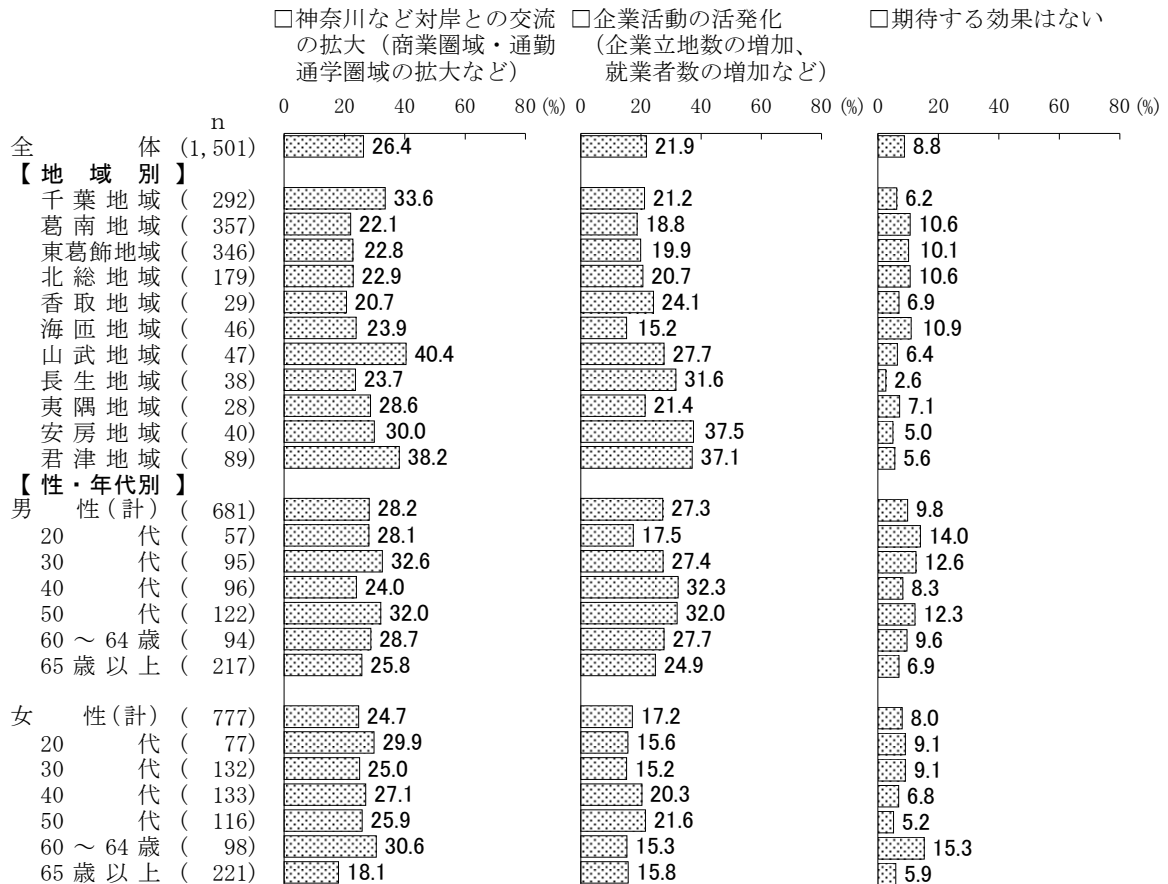 □神奈川など対岸との交流の拡大（商業圏域・通勤通学圏域の拡大など） □企業活動の活発化（企業立地数の増加、就業者数の増加など） □期待する効果はない
0 20 40 60 80 (%) 0 20 40 60 80 (%) 0 20 40 60 80 (%)
n
全体 (1,501) 26.4 21.9 8.8
【地域別】
千葉地域 ( 292) 33.6 21.2 6.2
葛南地域 ( 357) 22.1 18.8 10.6
東葛飾地域 ( 346) 22.8 19.9 10.1
北総地域 ( 179) 22.9 20.7 10.6
香取地域 ( 29) 20.7 24.1 6.9
海匝地域 ( 46) 23.9 15.2 10.9
山武地域 ( 47) 40.4 27.7 6.4
長生地域 ( 38) 23.7 31.6 2.6
夷隅地域 ( 28) 28.6 21.4 7.1
安房地域 ( 40) 30.0 37.5 5.0
君津地域 ( 89) 38.2 37.1 5.6
【性・年代別】
男性(計) ( 681) 28.2 27.3 9.8
20代 ( 57) 28.1 17.5 14.0
30代 ( 95) 32.6 27.4 12.6
40代 ( 96) 24.0 32.3 8.3
50代 ( 122) 32.0 32.0 12.3
60～64歳 ( 94) 28.7 27.7 9.6
65歳以上 ( 217) 25.8 24.9 6.9
女性(計) ( 777) 24.7 17.2 8.0
20代 ( 77) 29.9 15.6 9.1
30代 ( 132) 25.0 15.2 9.1
40代 ( 133) 27.1 20.3 6.8
50代 ( 116) 25.9 21.6 5.2
60～64歳 ( 98) 30.6 15.3 15.3
65歳以上 ( 221) 18.1 15.8 5.9